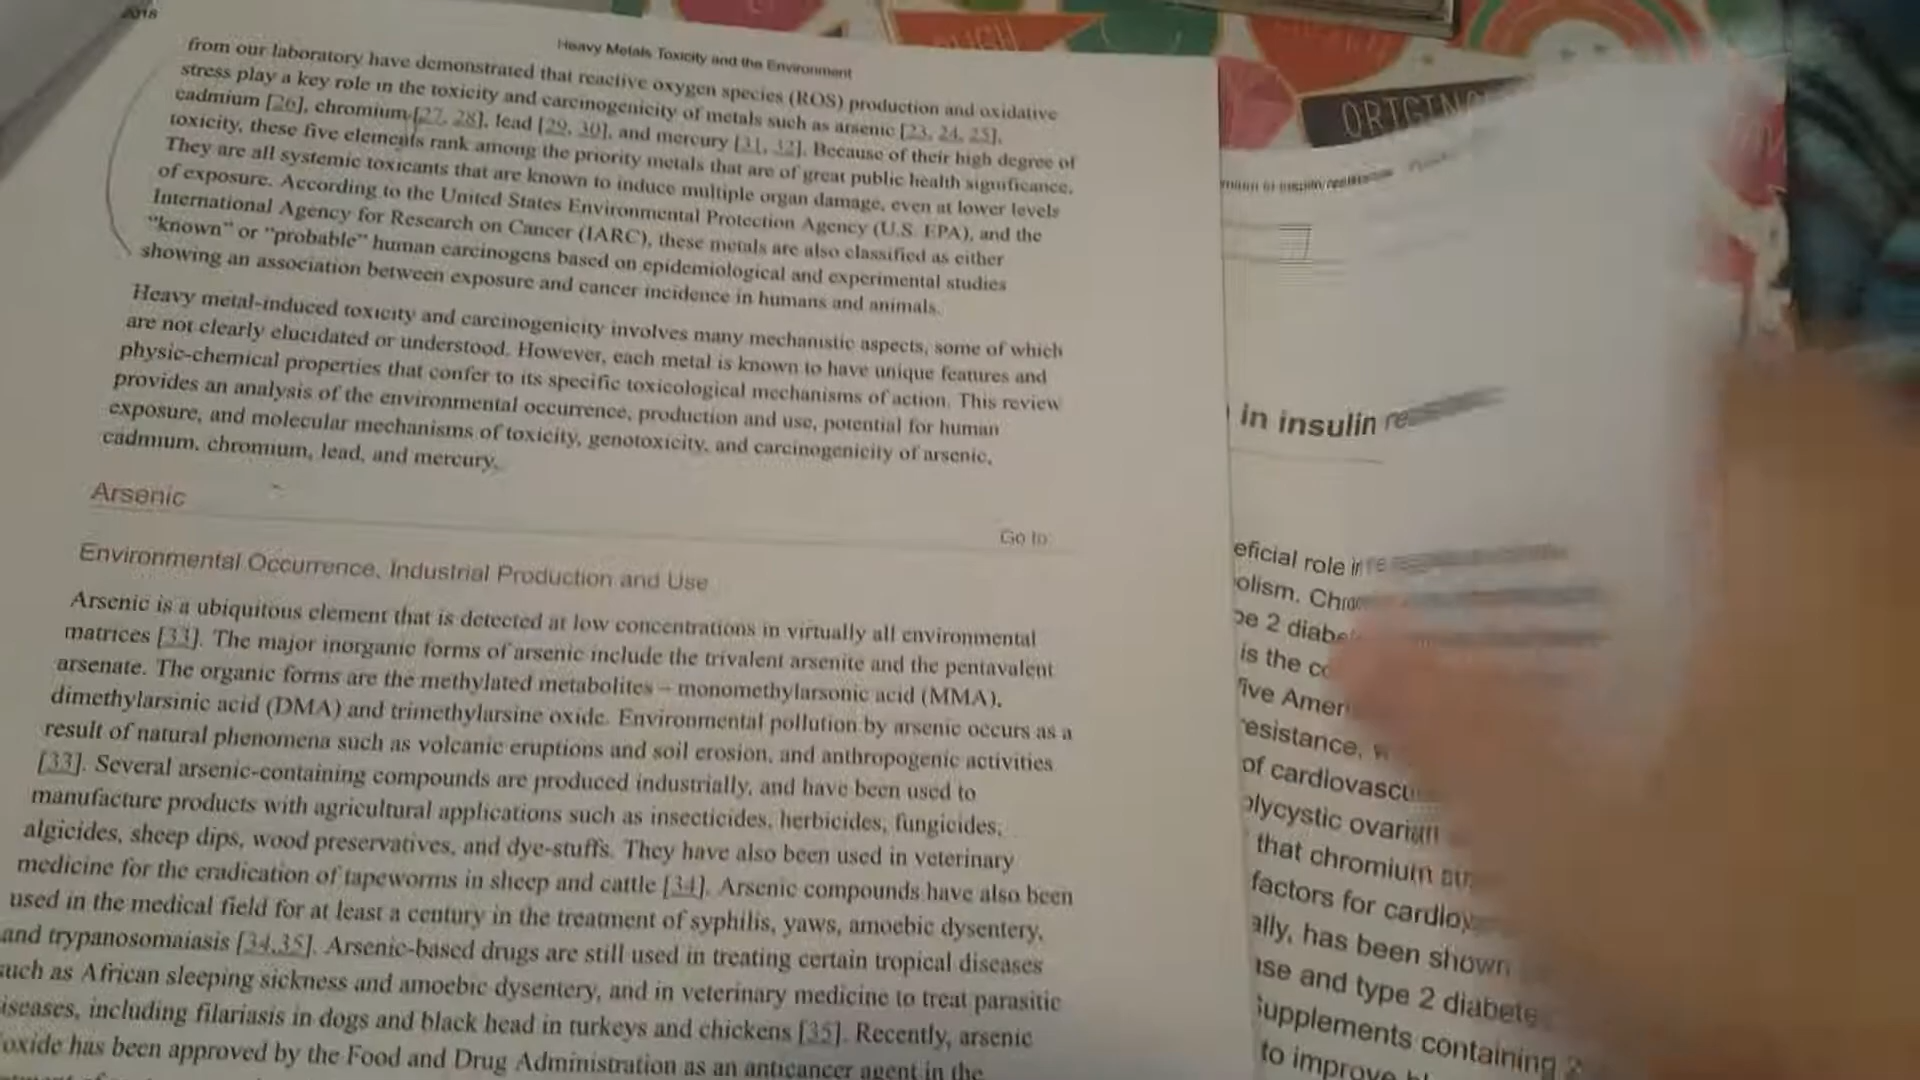 2018
Heavy Metals Toxicity and the Environment
from our laboratory have demonstrated that reactive oxygen species (ROS) production and oxidative
stress play a key role in the toxicity and carcinogenicity of metals such as arsenic [23, 24, 25],
cadmium [26], chromium [27, 28], lead [29, 30], and mercury [31, 32]. Because of their high degree of
toxicity, these five elements rank among the priority metals that are of great public health significance.
They are all systemic toxicants that are known to induce multiple organ damage, even at lower levels
of exposure. According to the United States Environmental Protection Agency (U.S. EPA), and the
International Agency for Research on Cancer (IARC), these metals are also classified as either
“known” or “probable” human carcinogens based on epidemiological and experimental studies
showing an association between exposure and cancer incidence in humans and animals.
Heavy metal-induced toxicity and carcinogenicity involves many mechanistic aspects, some of which
are not clearly elucidated or understood. However, each metal is known to have unique features and
physic-chemical properties that confer to its specific toxicological mechanisms of action. This review
provides an analysis of the environmental occurrence, production and use, potential for human
exposure, and molecular mechanisms of toxicity, genotoxicity, and carcinogenicity of arsenic,
cadmium, chromium, lead, and mercury.
Arsenic
Go to
Environmental Occurrence, Industrial Production and Use
Arsenic is a ubiquitous element that is detected at low concentrations in virtually all environmental
matrices [33]. The major inorganic forms of arsenic include the trivalent arsenite and the pentavalent
arsenate. The organic forms are the methylated metabolites – monomethylarsonic acid (MMA),
dimethylarsinic acid (DMA) and trimethylarsine oxide. Environmental pollution by arsenic occurs as a
result of natural phenomena such as volcanic eruptions and soil erosion, and anthropogenic activities
[33]. Several arsenic-containing compounds are produced industrially, and have been used to
manufacture products with agricultural applications such as insecticides, herbicides, fungicides,
algicides, sheep dips, wood preservatives, and dye-stuffs. They have also been used in veterinary
medicine for the eradication of tapeworms in sheep and cattle [34]. Arsenic compounds have also been
used in the medical field for at least a century in the treatment of syphilis, yaws, amoebic dysentery,
and trypanosomaiasis [34,35]. Arsenic-based drugs are still used in treating certain tropical diseases
such as African sleeping sickness and amoebic dysentery, and in veterinary medicine to treat parasitic
iseases, including filariasis in dogs and black head in turkeys and chickens [35]. Recently, arsenic
oxide has been approved by the Food and Drug Administration as an anticancer agent in the
in insulin
eficial role
olism.
pe 2
is the
five
esistance,
of
olycystic
that chromium
factors for
ally, has been shown
ase and type 2
supplements containing
to improve